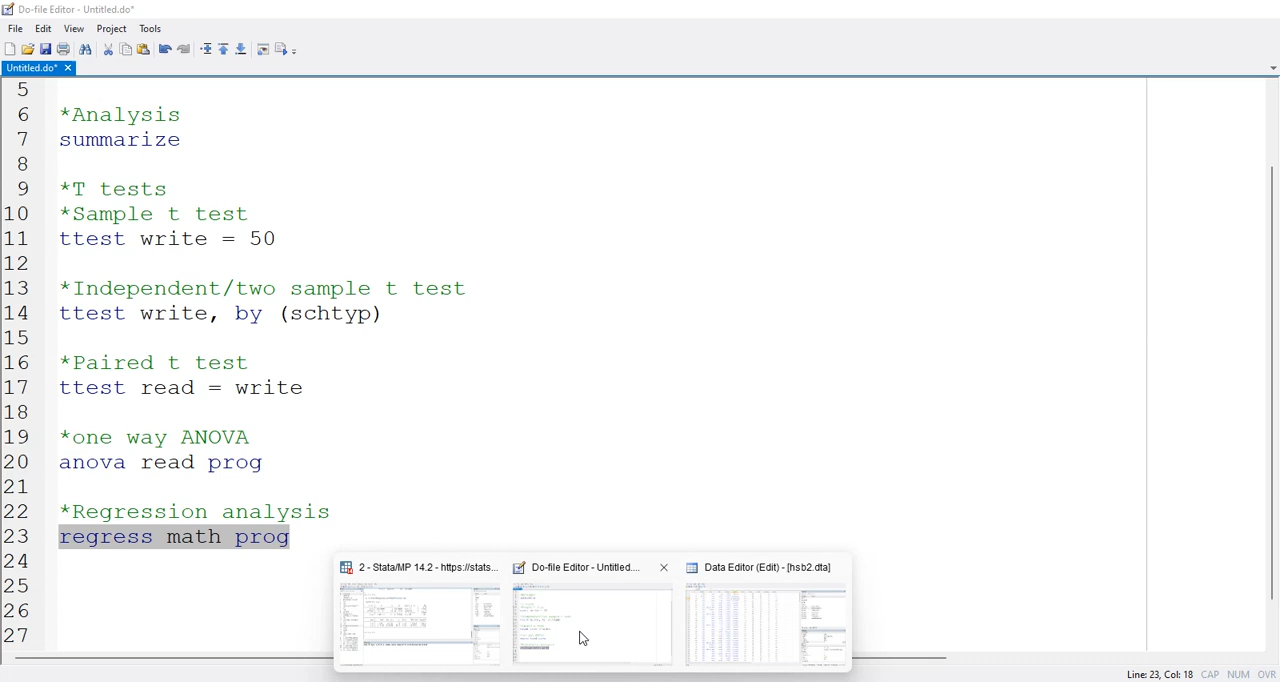 Do-file Editor - Untitled.do*
File Edit View Project Tools
Untitled.do* ×
5
6 *Analysis
7 summarize
8
9 *T tests
10 *Sample t test
11 ttest write = 50
12
13 *Independent/two sample t test
14 ttest write, by (schtyp)
15
16 *Paired t test
17 ttest read = write
18
19 *one way ANOVA
20 anova read prog
21
22 *Regression analysis
23 regress math prog
24
2 - Stata/MP 14.2 - https://stats... Do-file Editor - Untitled.... Data Editor (Edit) - [hsb2.dta]
25
26
27
Line: 23, Col: 18 CAP NUM OVR